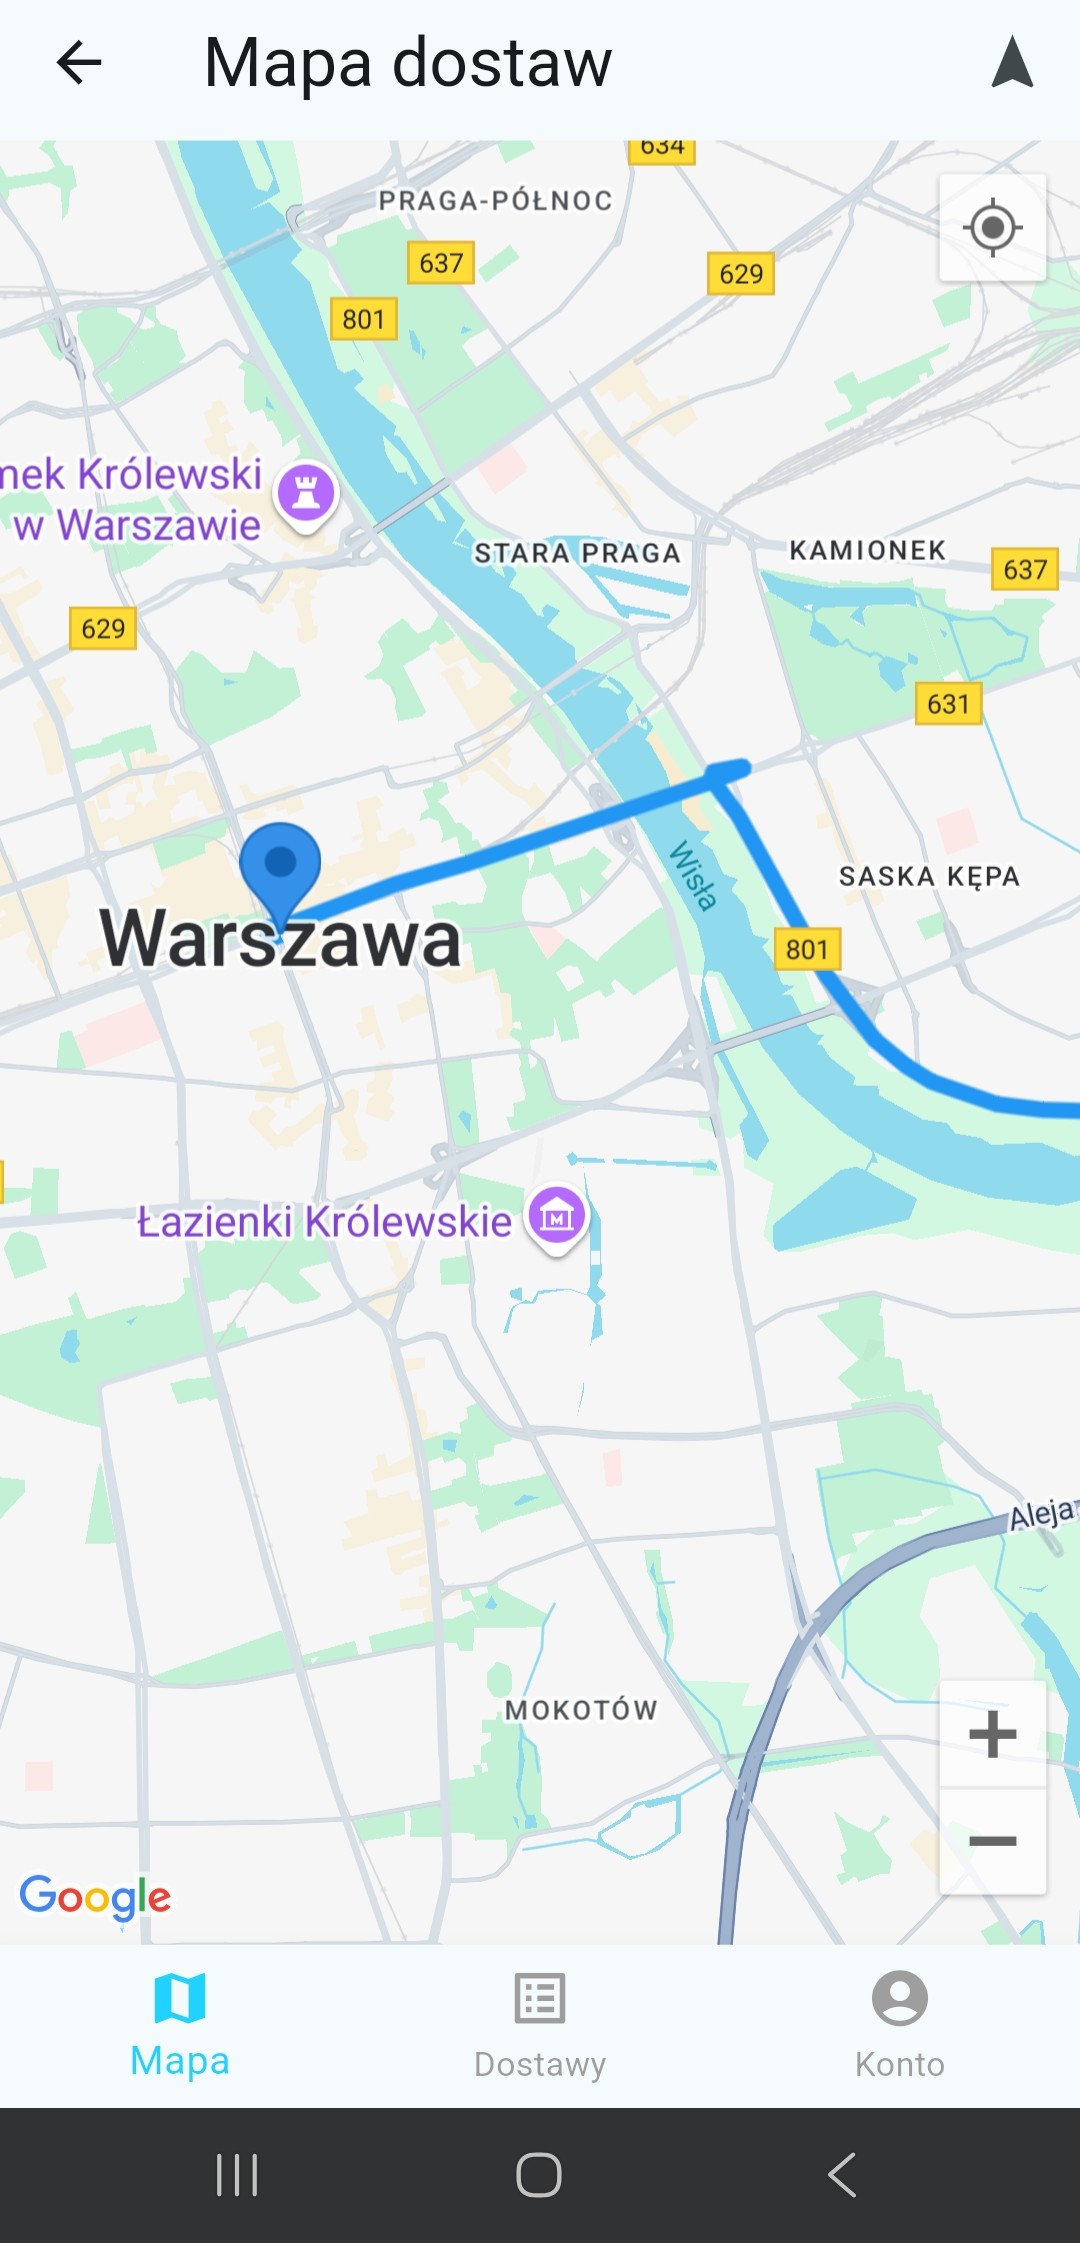 Mapa dostaw
634
PRAGA-PÓŁNOC
637
629
801
mek Królewski
w Warszawie
STARA PRAGA
KAMIONEK
637
629
631
Wisła
SASKA KĘPA
Warszawa
801
Łazienki Królewskie
Aleja
MOKOTÓW
Google
Mapa
Dostawy
Konto